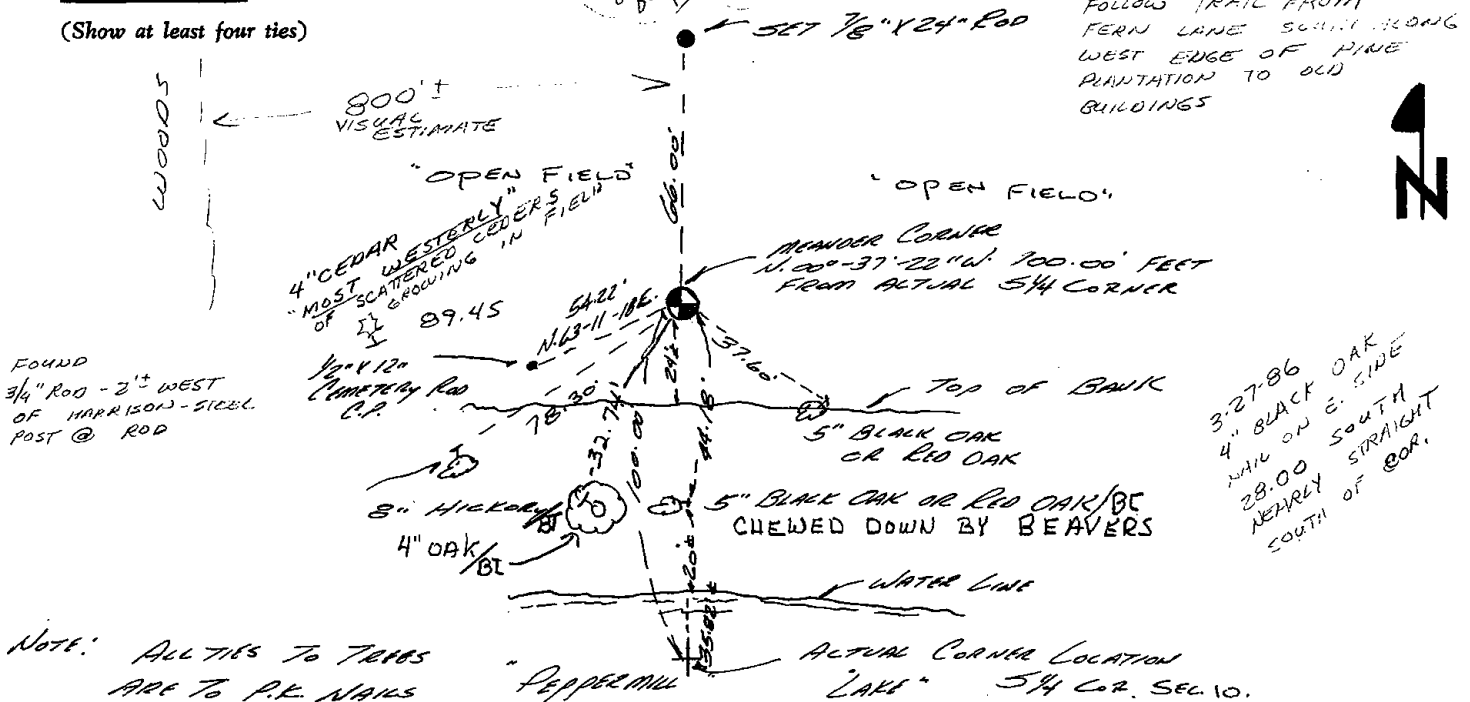 (Show at least four ties)
SET 7/8" X 24" ROD
FOLLOW TRAIL FROM
FERN LANE SOUTH ALONG
WEST EDGE OF PINE
PLANTATION TO OLD
BUILDINGS
WOODS
800'±
VISUAL
ESTIMATE
N
66.00'
"OPEN FIELD"
"OPEN FIELD"
4" CEDAR
"MOST WESTERLY"
OF SCATTERED CEDERS
GROWING IN FIELD"
89.45
MEANDER CORNER
N.00°-37'-22"W. 100.00' FEET
FROM ACTUAL S1/4 CORNER
54.22'
N.63-11-18E.
FOUND
3/4" ROD - 2'± WEST
OF HARRISON-STEEL
POST @ ROD
1/2" X 12"
CEMETERY ROD
C.P.
78.30'
32.74'
100.00
24'±
44.18'
37.60'
TOP OF BANK
5" BLACK OAK
OR RED OAK
3-27-86
4" BLACK OAK
NAIL ON E. SIDE
28.00 SOUTH
NEARLY STRAIGHT
SOUTH OF COR.
8" HICKORY
BT
4" OAK/BT
5" BLACK OAK OR RED OAK/BT
CHEWED DOWN BY BEAVERS
20'±
WATER LINE
55.82'±
NOTE: ALL TIES TO TREES
ARE TO P.K. NAILS
"PEPPERMILL LAKE"
ACTUAL CORNER LOCATION
S1/4 COR. SEC. 10.